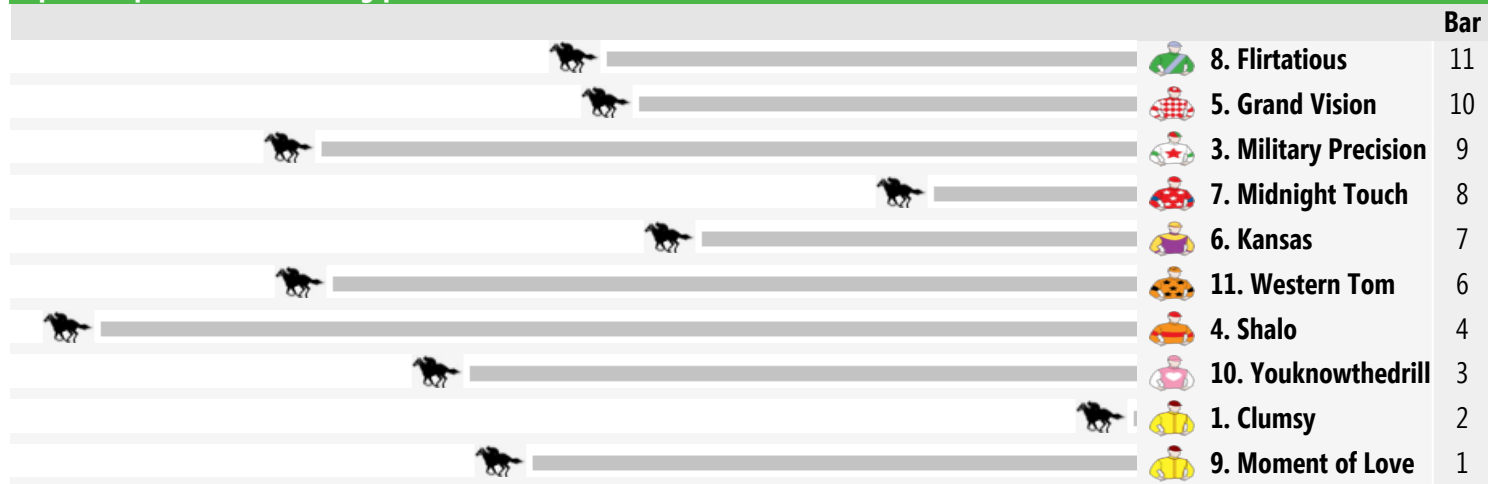 Bar
8. Flirtatious 11
5. Grand Vision 10
3. Military Precision 9
7. Midnight Touch 8
6. Kansas 7
11. Western Tom 6
4. Shalo 4
10. Youknowthedrill 3
1. Clumsy 2
9. Moment of Love 1